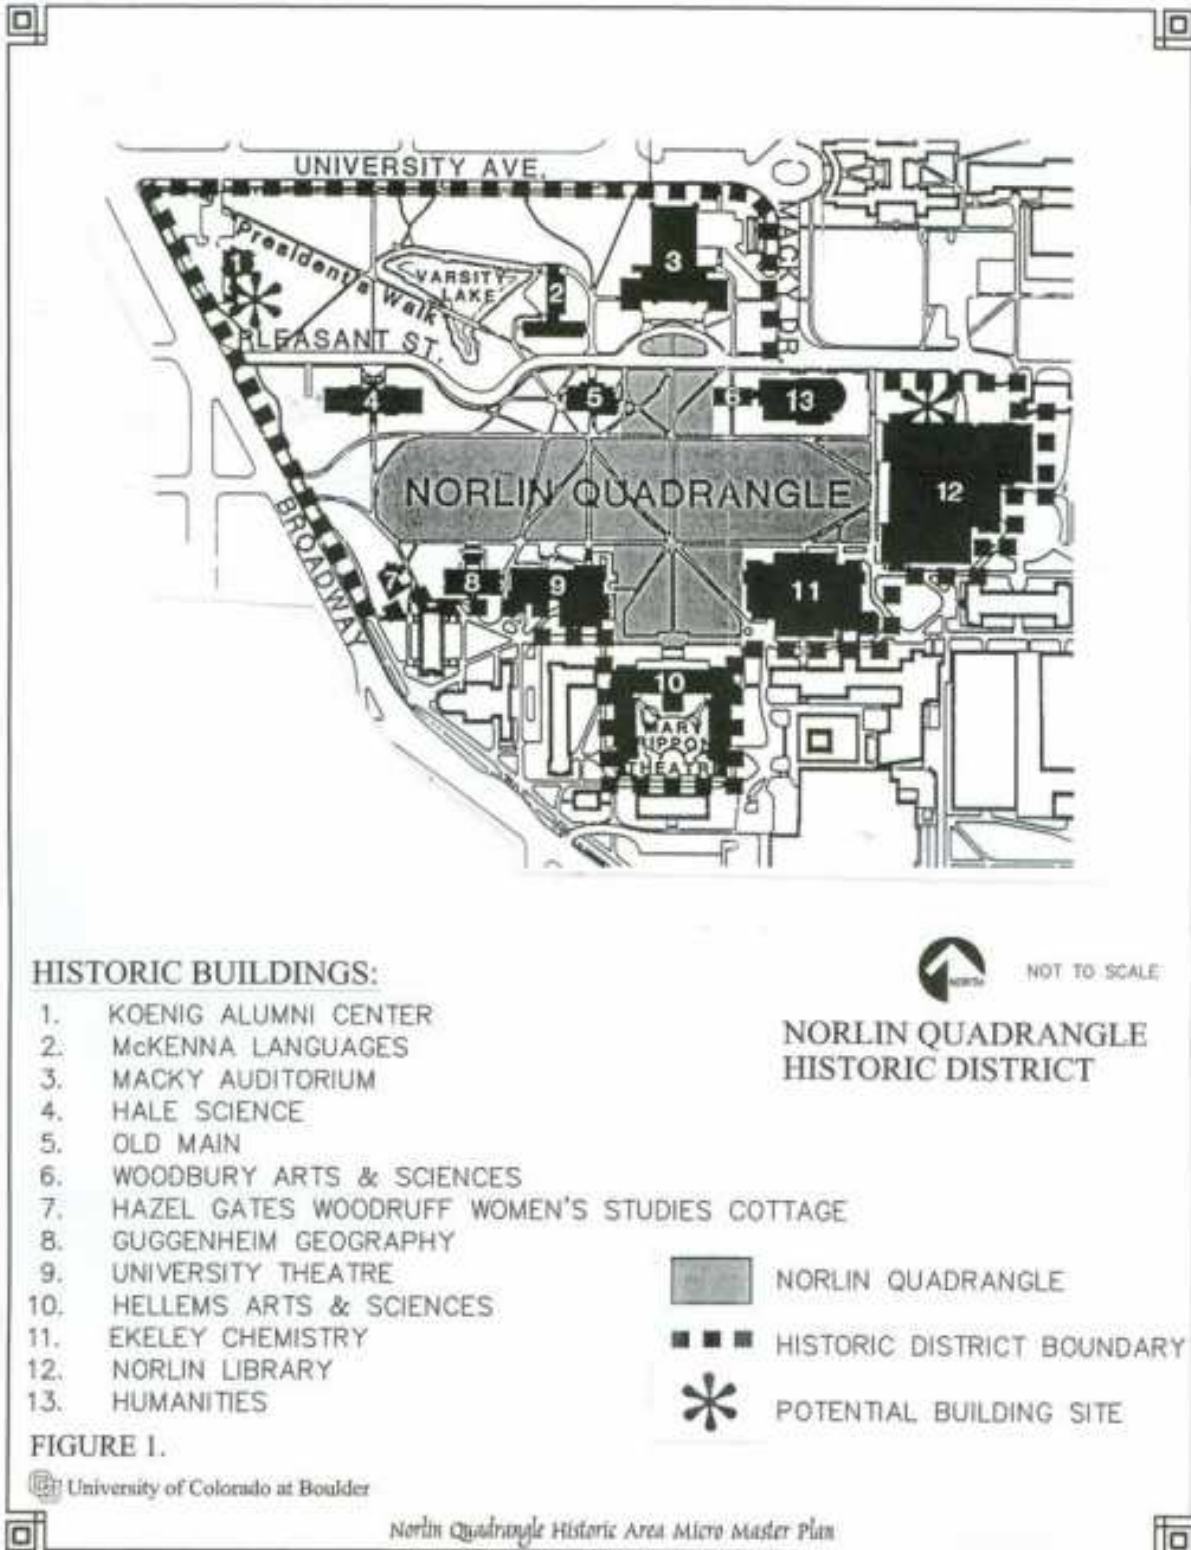 UNIVERSITY AVE.
President's Walk
VARSITY
LAKE
MACKY DR.
1
2
3
PLEASANT ST.
4
5
6
13
NORLIN QUADRANGLE
12
BROADWAY
7
8
9
11
10
MARY
RIPPON
THEATRE
HISTORIC BUILDINGS:
1. KOENIG ALUMNI CENTER
2. McKENNA LANGUAGES
3. MACKY AUDITORIUM
4. HALE SCIENCE
5. OLD MAIN
6. WOODBURY ARTS & SCIENCES
7. HAZEL GATES WOODRUFF WOMEN'S STUDIES COTTAGE
8. GUGGENHEIM GEOGRAPHY
9. UNIVERSITY THEATRE
10. HELLEMS ARTS & SCIENCES
11. EKELEY CHEMISTRY
12. NORLIN LIBRARY
13. HUMANITIES
FIGURE 1.
University of Colorado at Boulder
NORTH
NOT TO SCALE
NORLIN QUADRANGLE
HISTORIC DISTRICT
NORLIN QUADRANGLE
HISTORIC DISTRICT BOUNDARY
POTENTIAL BUILDING SITE
Norlin Quadrangle Historic Area Micro Master Plan